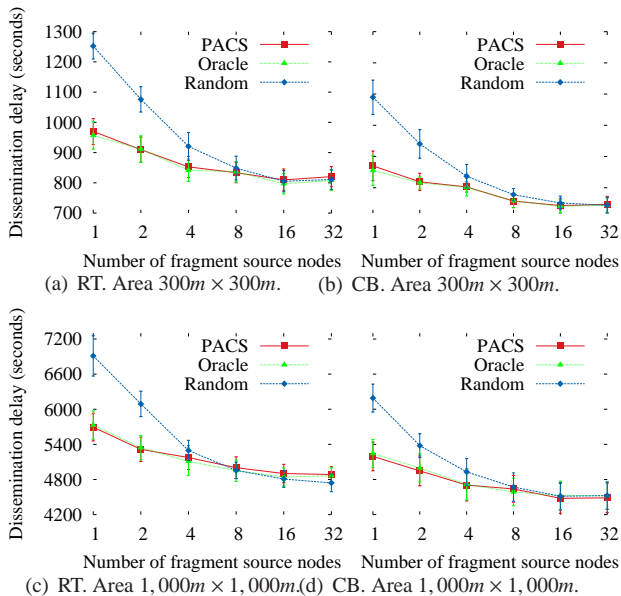 Dissemination delay (seconds)
1300
1200
1100
1000
900
800
700
PACS
Oracle
Random
1 2 4 8 16 32
Number of fragment source nodes
(a) RT. Area 300m × 300m.
PACS
Oracle
Random
1 2 4 8 16 32
Number of fragment source nodes
(b) CB. Area 300m × 300m.
Dissemination delay (seconds)
7200
6600
6000
5400
4800
4200
PACS
Oracle
Random
1 2 4 8 16 32
Number of fragment source nodes
(c) RT. Area 1,000m × 1,000m.
PACS
Oracle
Random
1 2 4 8 16 32
Number of fragment source nodes
(d) CB. Area 1,000m × 1,000m.